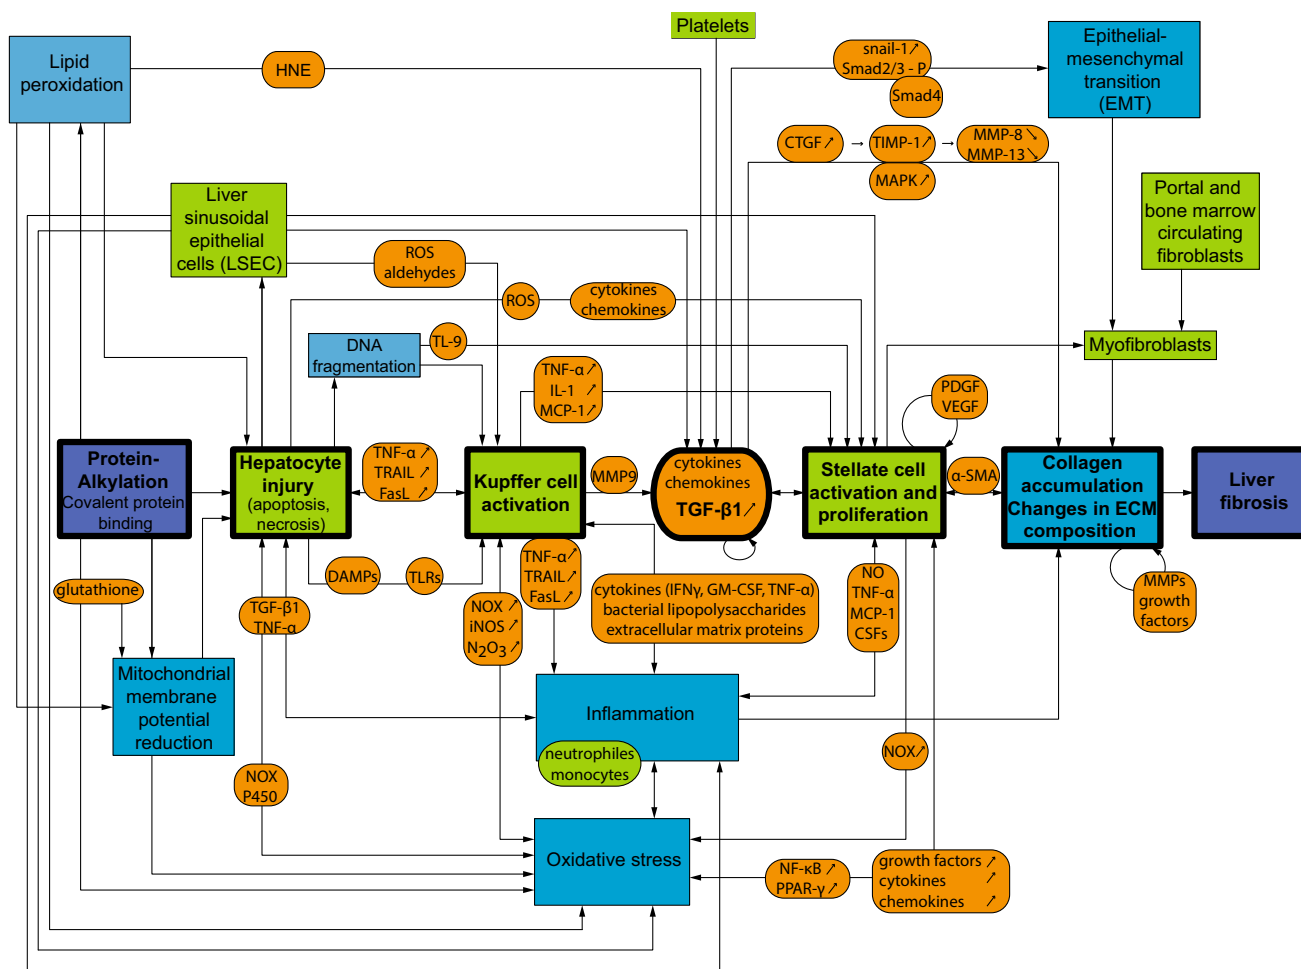 Platelets
Lipid
peroxidation
HNE
snail-1↗
Smad2/3 - P
Smad4
Epithelial-
mesenchymal
transition
(EMT)
CTGF↗
→
TIMP-1↗
→
MMP-8↘
MMP-13↘
MAPK↗
Portal and
bone marrow
circulating
fibroblasts
Liver
sinusoidal
epithelial
cells (LSEC)
ROS
aldehydes
ROS
cytokines
chemokines
DNA
fragmentation
TL-9
Myofibroblasts
TNF-α↗
IL-1 ↗
MCP-1↗
PDGF
VEGF
Protein-
Alkylation
Covalent protein
binding
Hepatocyte
injury
(apoptosis,
necrosis)
TNF-α↗
TRAIL ↗
FasL ↗
Kupffer cell
activation
MMP9
cytokines
chemokines
TGF-β1↗
Stellate cell
activation and
proliferation
α-SMA
Collagen
accumulation
Changes in ECM
composition
Liver
fibrosis
glutathione
TGF-β1
TNF-α
DAMPs
TLRs
NOX ↗
iNOS ↗
N2O3 ↗
TNF-α↗
TRAIL↗
FasL ↗
cytokines (IFNγ, GM-CSF, TNF-α)
bacterial lipopolysaccharides
extracellular matrix proteins
NO
TNF-α
MCP-1
CSFs
MMPs
growth
factors
Mitochondrial
membrane
potential
reduction
Inflammation
neutrophiles
monocytes
NOX↗
NOX
P450
Oxidative stress
NF-κB ↗
PPAR-γ ↗
growth factors ↗
cytokines ↗
chemokines ↗